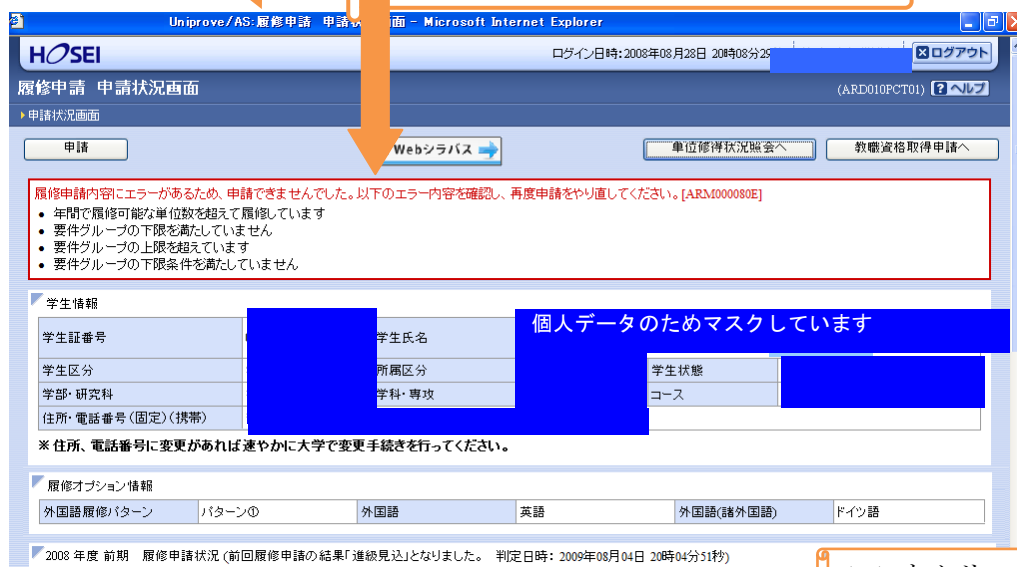 Uniprove/AS:履修申請 申請状 面 - Microsoft Internet Explorer
HOSEI
ログイン日時:2008年08月28日 20時08分29
ログアウト
履修申請 申請状況画面
(ARD010PCT01) ? ヘルプ
申請状況画面
申請
Webシラバス
単位修得状況照会へ
教職資格取得申請へ
履修申請内容にエラーがあるため、申請できませんでした。以下のエラー内容を確認し、再度申請をやり直してください。[ARM000080E]
• 年間で履修可能な単位数を超えて履修しています
• 要件グループの下限を満たしていません
• 要件グループの上限を超えています
• 要件グループの下限条件を満たしていません
学生情報
個人データのためマスクしています
学生証番号 学生氏名
学生区分 所属区分 学生状態
学部・研究科 学科・専攻 コース
住所・電話番号(固定)(携帯)
※住所、電話番号に変更があれば速やかに大学で変更手続きを行ってください。
履修オプション情報
外国語履修パターン パターン① 外国語 英語 外国語(諸外国語) ドイツ語
2008 年度 前期 履修申請状況 (前回履修申請の結果「進級見込」となりました。 判定日時: 2009年08月04日 20時04分51秒)